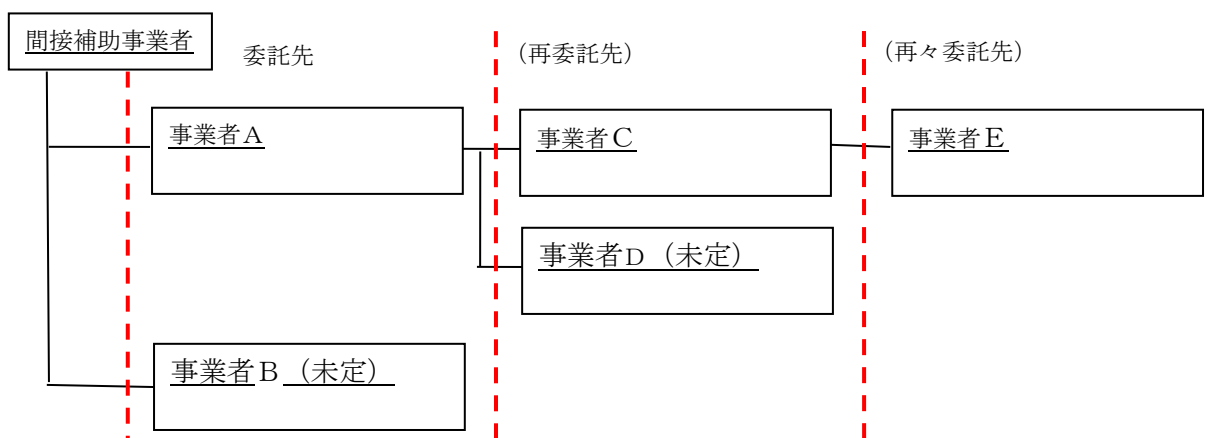 間接補助事業者
委託先
(再委託先)
(再々委託先)
事業者A
事業者C
事業者E
事業者D(未定)
事業者B(未定)